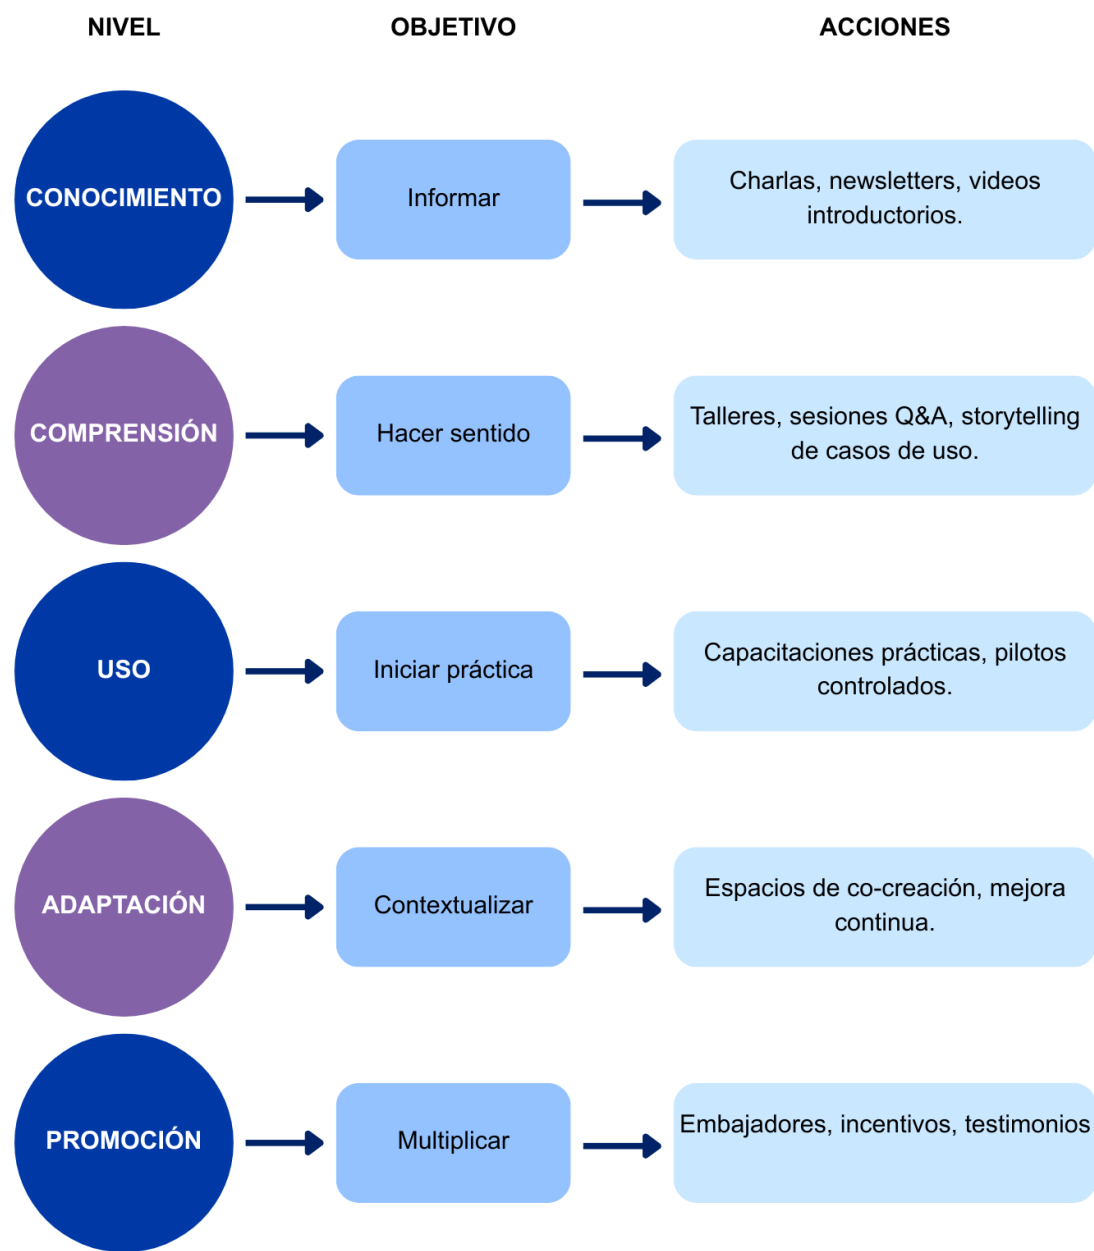 NIVEL OBJETIVO ACCIONES
CONOCIMIENTO
Informar
Charlas, newsletters, videos
introductorios.
COMPRENSIÓN
Hacer sentido
Talleres, sesiones Q&A, storytelling
de casos de uso.
USO
Iniciar práctica
Capacitaciones prácticas, pilotos
controlados.
ADAPTACIÓN
Contextualizar
Espacios de co-creación, mejora
continua.
PROMOCIÓN
Multiplicar
Embajadores, incentivos, testimonios